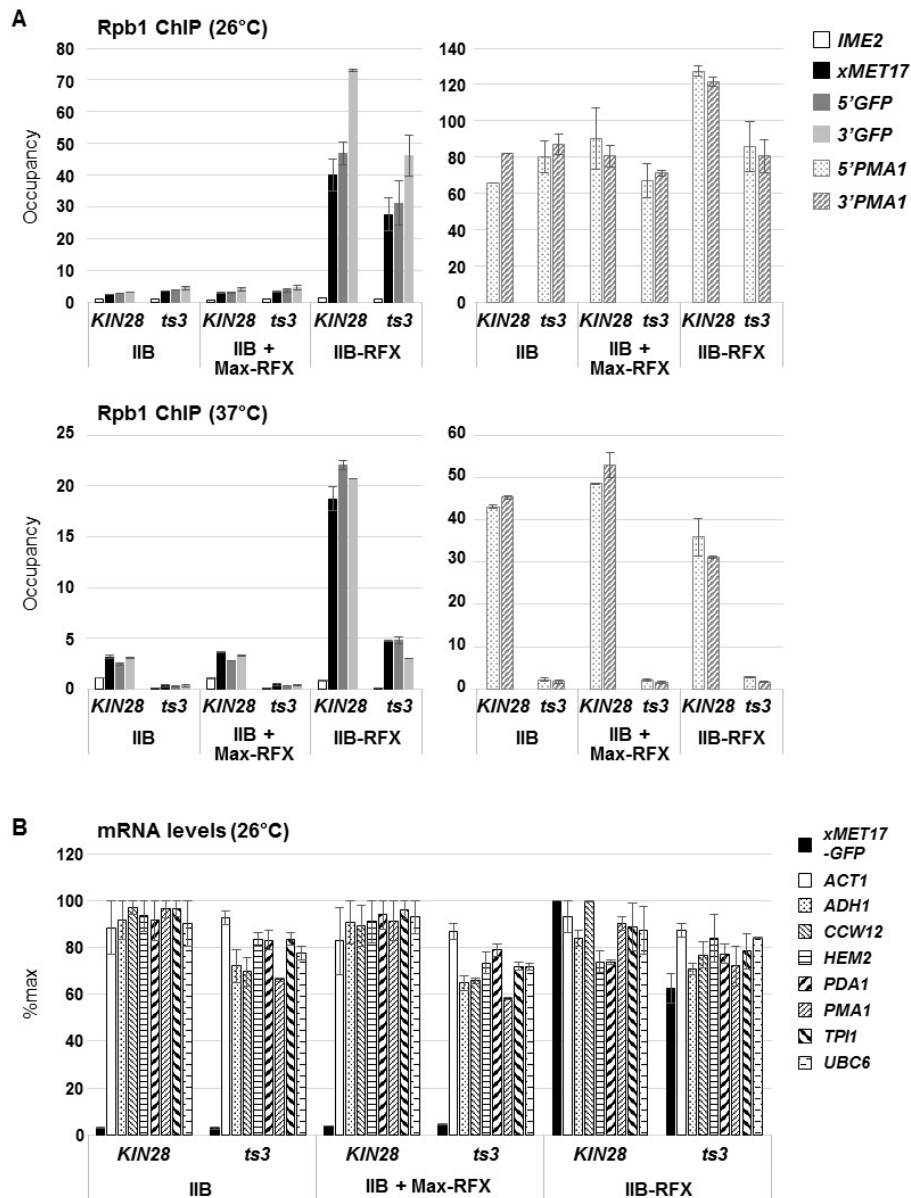 A
Rpb1 ChIP (26°C)
80
70
60
50
40
30
20
10
0
Occupancy
KIN28 ts3 KIN28 ts3 KIN28 ts3
IIB IIB + Max-RFX IIB-RFX
140
120
100
80
60
40
20
0
KIN28 ts3 KIN28 ts3 KIN28 ts3
IIB IIB + Max-RFX IIB-RFX
IME2
xMET17
5'GFP
3'GFP
5'PMA1
3'PMA1
Rpb1 ChIP (37°C)
25
20
15
10
5
0
Occupancy
KIN28 ts3 KIN28 ts3 KIN28 ts3
IIB IIB + Max-RFX IIB-RFX
60
50
40
30
20
10
0
KIN28 ts3 KIN28 ts3 KIN28 ts3
IIB IIB + Max-RFX IIB-RFX
B
mRNA levels (26°C)
120
100
80
60
40
20
0
%max
KIN28 ts3 KIN28 ts3 KIN28 ts3
IIB IIB + Max-RFX IIB-RFX
xMET17
-GFP
ACT1
ADH1
CCW12
HEM2
PDA1
PMA1
TPI1
UBC6